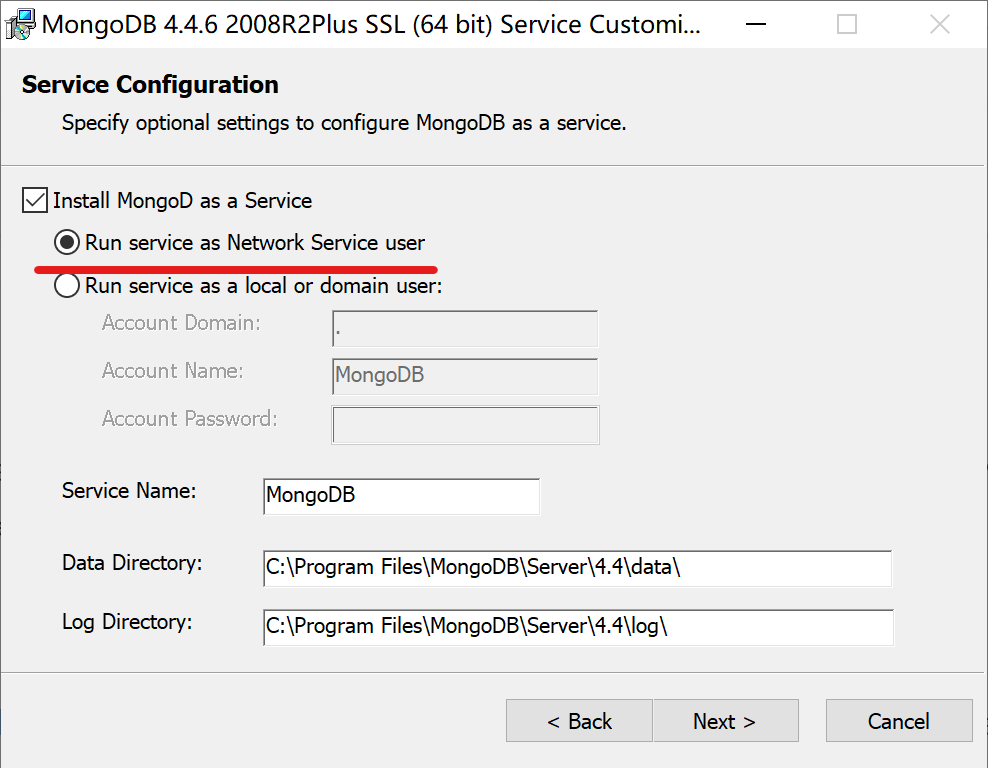 MongoDB 4.4.6 2008R2Plus SSL (64 bit) Service Customi...
Service Configuration
Specify optional settings to configure MongoDB as a service.
Install MongoD as a Service
Run service as Network Service user
Run service as a local or domain user:
Account Domain: .
Account Name: MongoDB
Account Password:
Service Name: MongoDB
Data Directory: C:\Program Files\MongoDB\Server\4.4\data\
Log Directory: C:\Program Files\MongoDB\Server\4.4\log\
< Back Next > Cancel